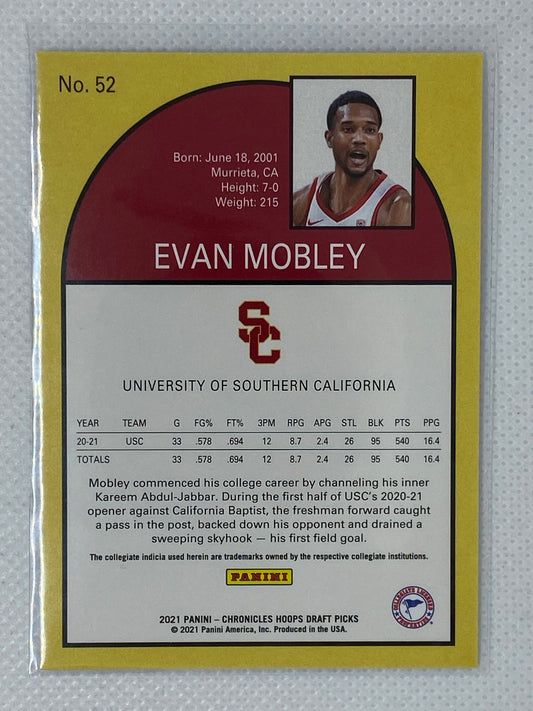 No. 52
Born: June 18, 2001
Murrieta, CA
Height: 7-0
Weight: 215
EVAN MOBLEY
SC
UNIVERSITY OF SOUTHERN CALIFORNIA
YEAR TEAM G FG% FT% 3PM RPG APG STL BLK PTS PPG
20-21 USC 33 .578 .694 12 8.7 2.4 26 95 540 16.4
TOTALS 33 .578 .694 12 8.7 2.4 26 95 540 16.4
Mobley commenced his college career by channeling his inner
Kareem Abdul-Jabbar. During the first half of USC's 2020-21
opener against California Baptist, the freshman forward caught
a pass in the post, backed down his opponent and drained a
sweeping skyhook — his first field goal.
The collegiate indicia used herein are trademarks owned by the respective collegiate institutions.
PANINI
2021 PANINI – CHRONICLES HOOPS DRAFT PICKS
© 2021 Panini America, Inc. Produced in the USA.